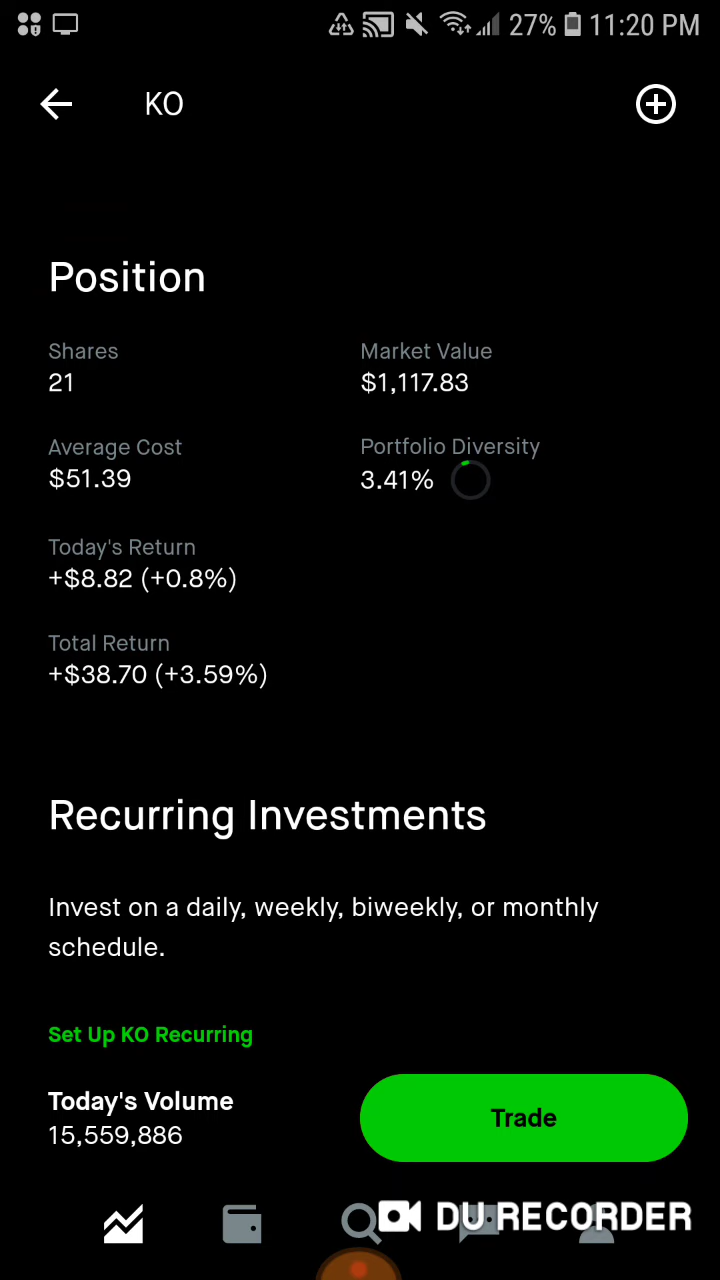 27% 11:20 PM
KO
Position
Shares
21
Market Value
$1,117.83
Average Cost
$51.39
Portfolio Diversity
3.41%
Today's Return
+$8.82 (+0.8%)
Total Return
+$38.70 (+3.59%)
Recurring Investments
Invest on a daily, weekly, biweekly, or monthly
schedule.
Set Up KO Recurring
Today's Volume
15,559,886
Trade
DU RECORDER